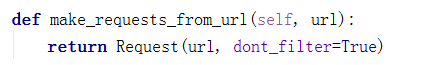 def make_requests_from_url(self, url):
    return Request(url, dont_filter=True)